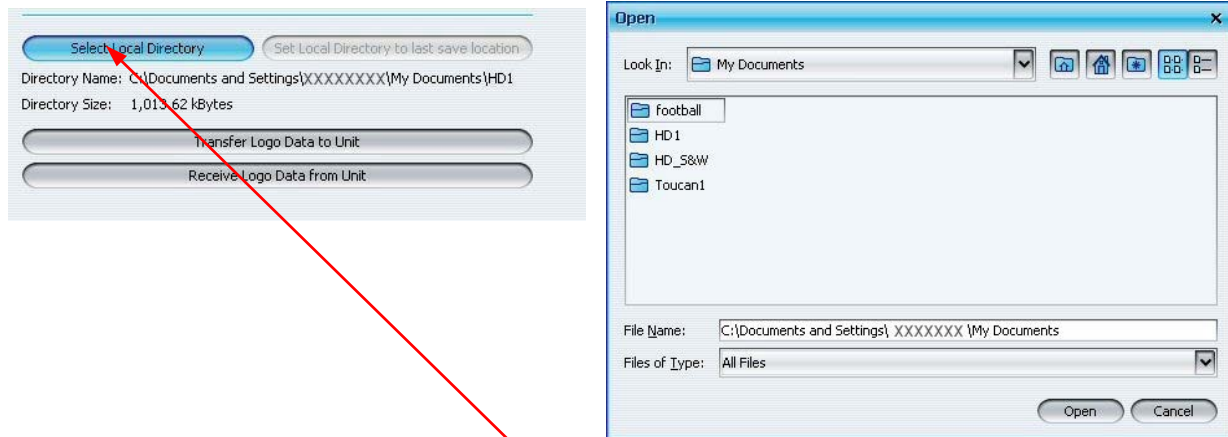 Select Local Directory
Set Local Directory to last save location
Directory Name: C:\Documents and Settings\XXXXXXXX\My Documents\HD1
Directory Size: 1,013.62 kBytes
Transfer Logo Data to Unit
Receive Logo Data from Unit
Open
Look In: My Documents
football
HD1
HD_S&W
Toucan1
File Name: C:\Documents and Settings\ XXXXXXX \My Documents
Files of Type: All Files
Open
Cancel